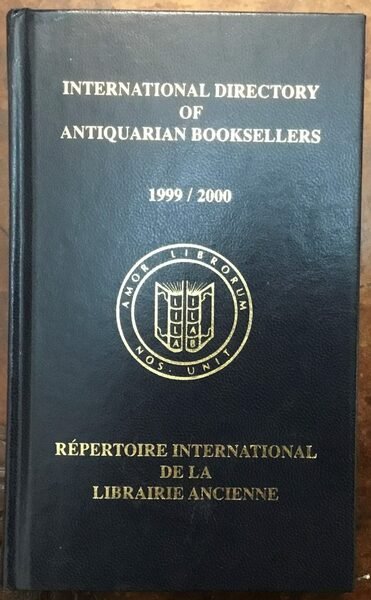 INTERNATIONAL DIRECTORY
OF
ANTIQUARIAN BOOKSELLERS
1999 / 2000
AMOR LIBRORUM
NOS · UNIT
LILA
ILAB
RÉPERTOIRE INTERNATIONAL
DE LA
LIBRAIRIE ANCIENNE